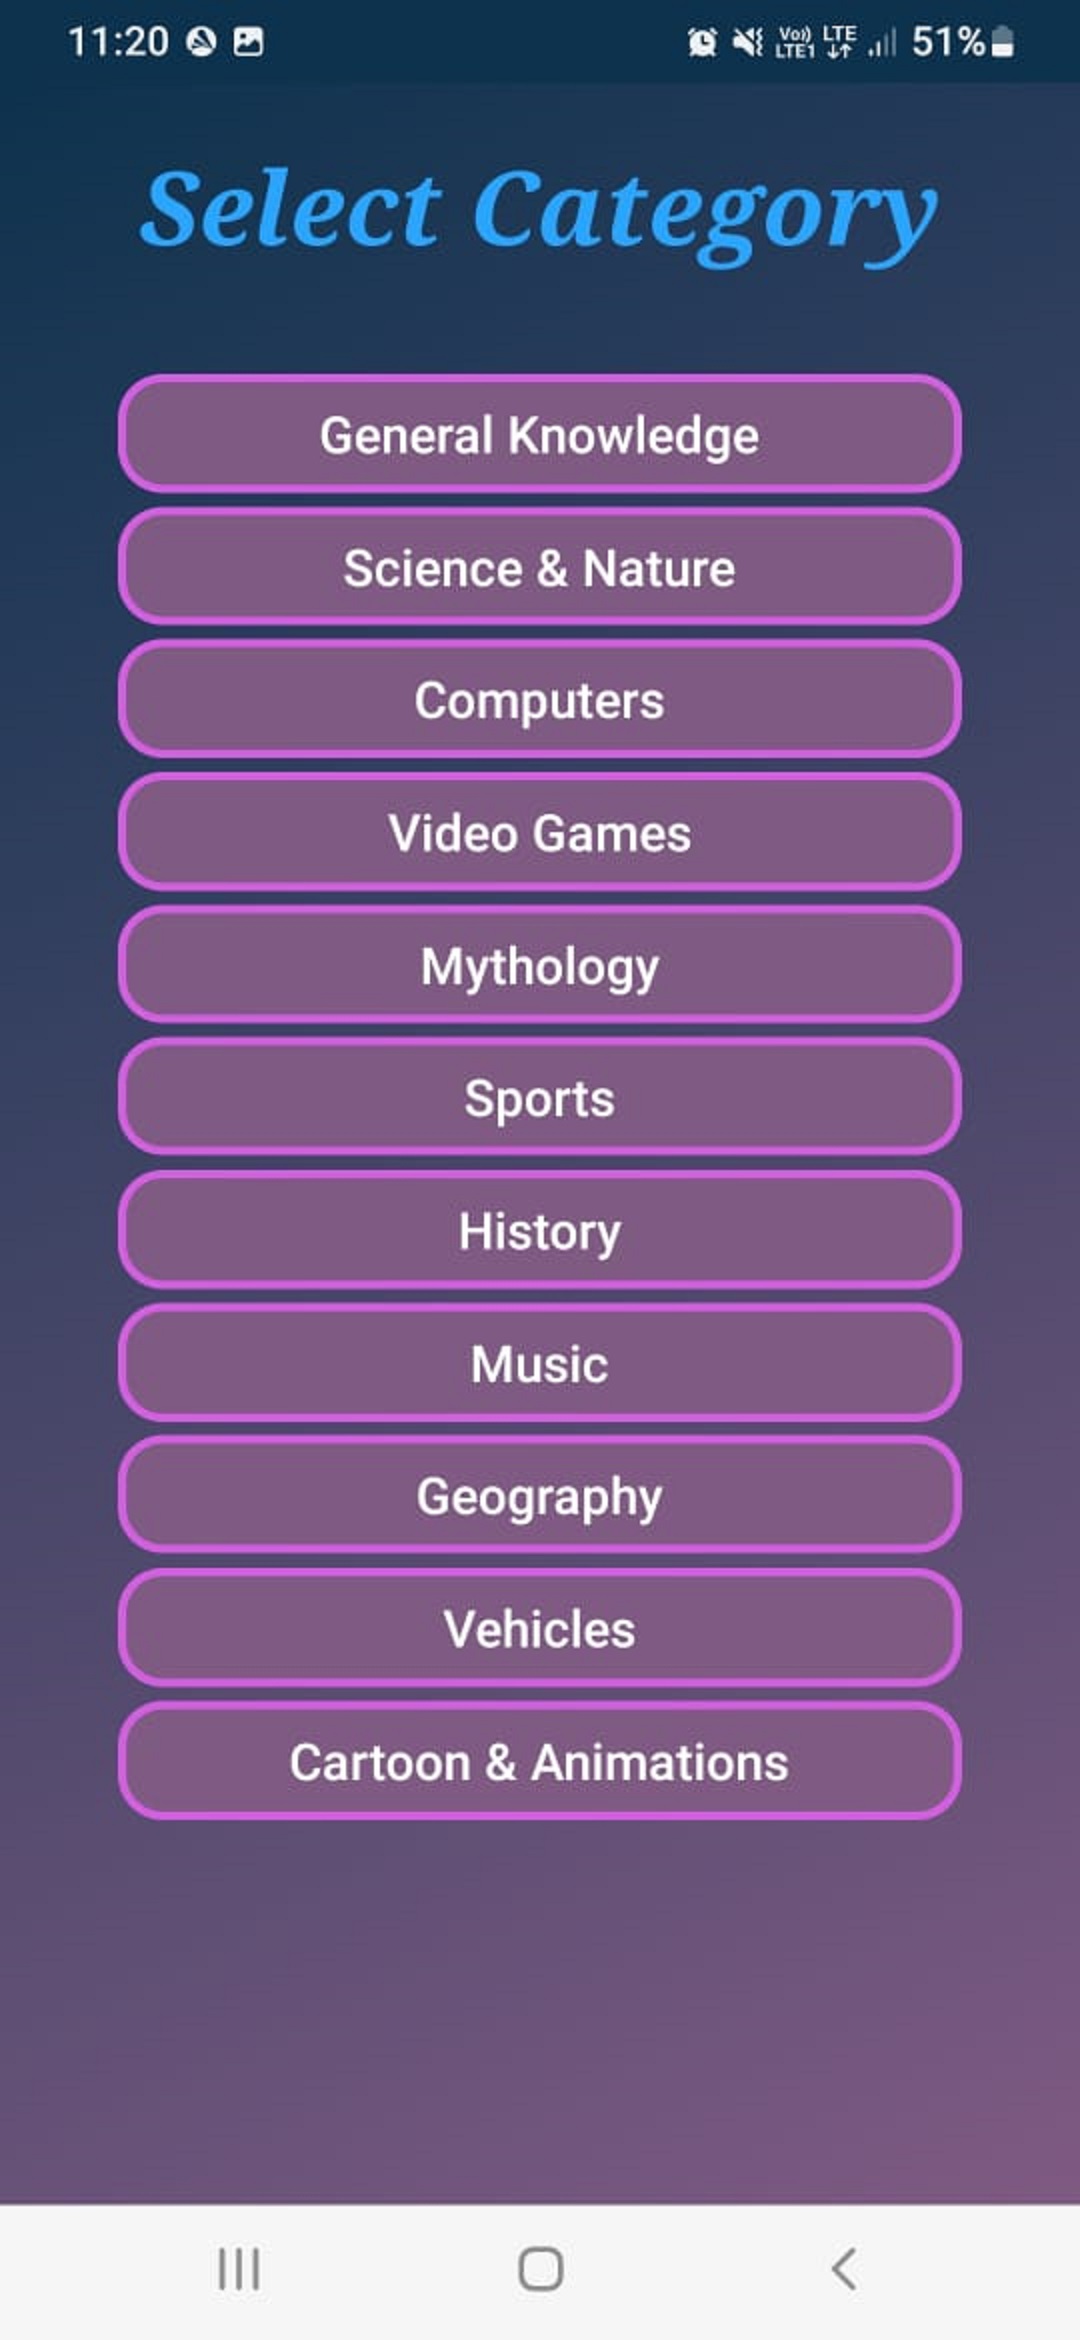 11:20 Vo)) LTE1 LTE 51%
Select Category
General Knowledge
Science & Nature
Computers
Video Games
Mythology
Sports
History
Music
Geography
Vehicles
Cartoon & Animations